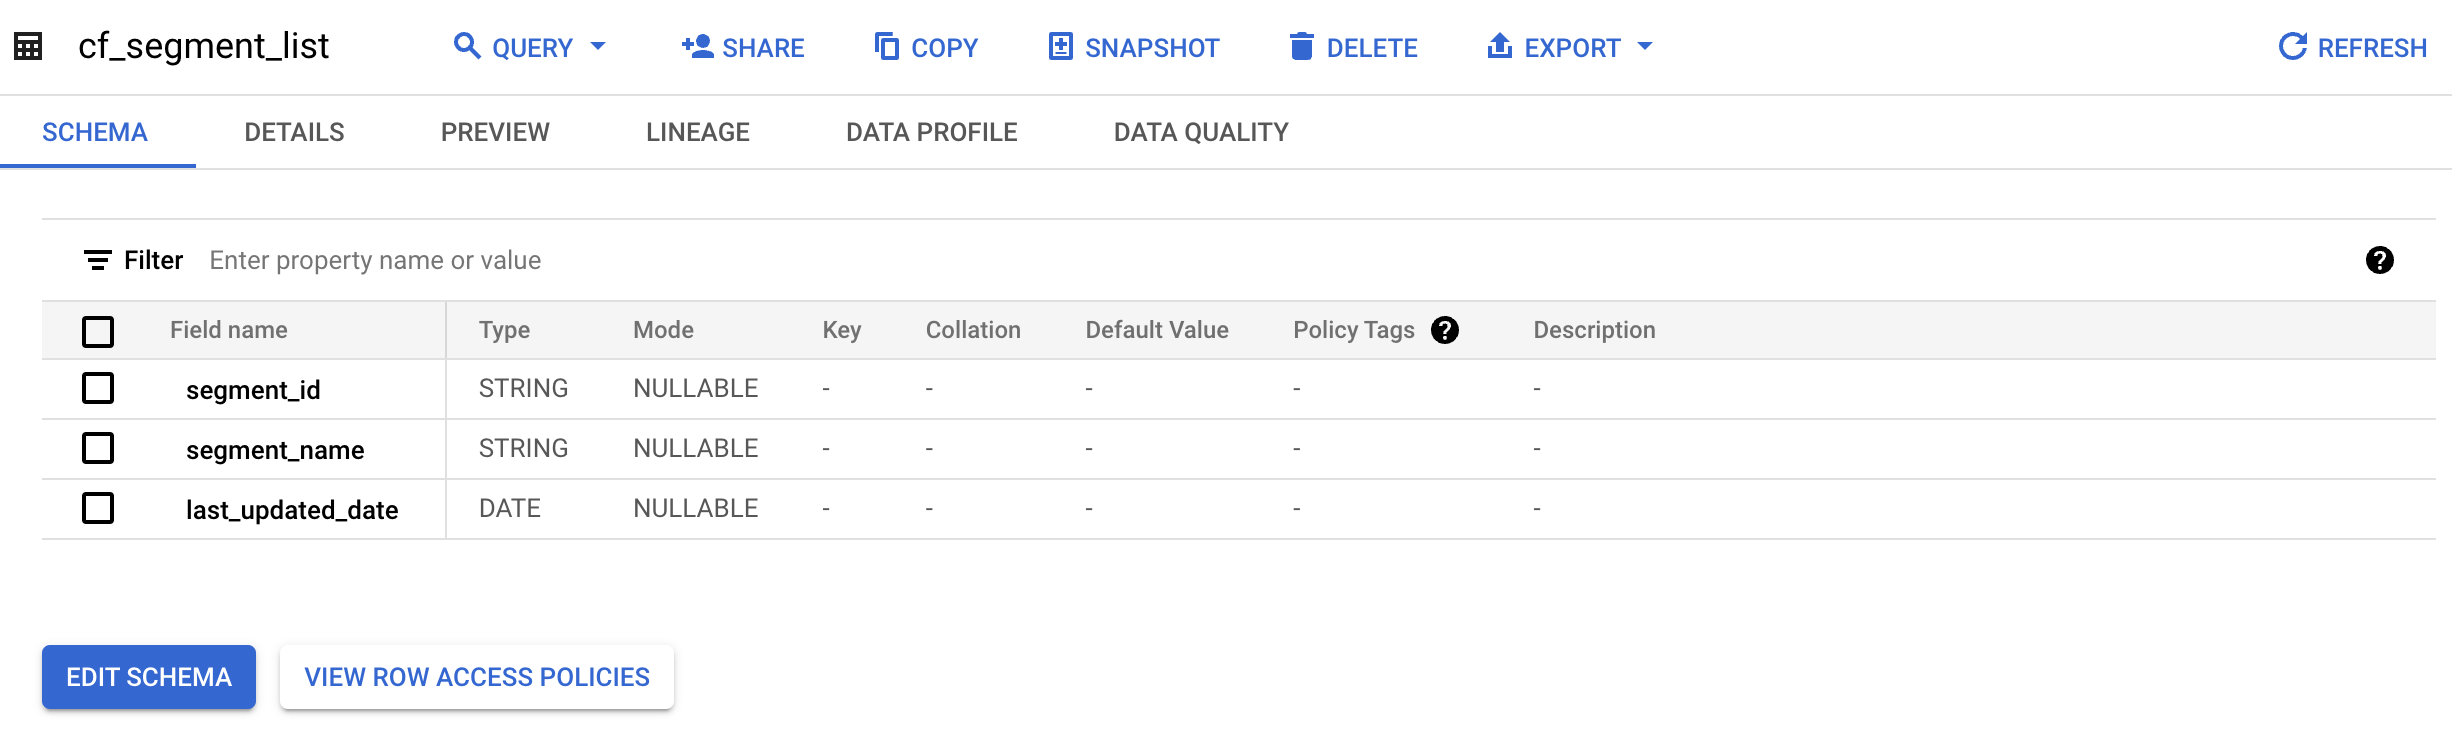 cf_segment_list QUERY SHARE COPY SNAPSHOT DELETE EXPORT REFRESH
SCHEMA DETAILS PREVIEW LINEAGE DATA PROFILE DATA QUALITY
Filter Enter property name or value ?
Field name Type Mode Key Collation Default Value Policy Tags ? Description
segment_id STRING NULLABLE - - - - -
segment_name STRING NULLABLE - - - - -
last_updated_date DATE NULLABLE - - - - -
EDIT SCHEMA VIEW ROW ACCESS POLICIES